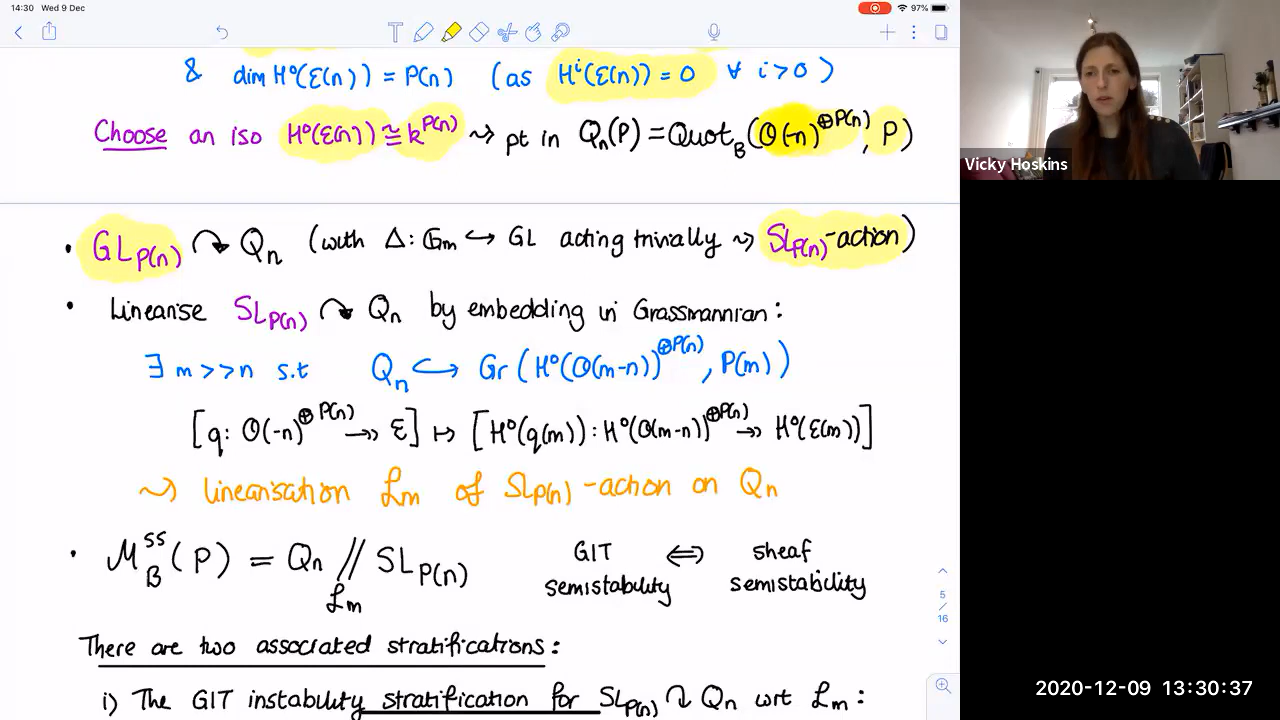 14:30 Wed 9 Dec
97%
& dim H⁰(ℰ(n)) = P(n) (as Hⁱ(ℰ(n)) = 0 ∀ i > 0)
Choose an iso H⁰(ℰ(n)) ≅ k^P(n) ⇝ pt in Qₙ(P) = Quot_B(O(-n)^⊕P(n), P)
Vicky Hoskins
• GL_P(n) ↷ Qₙ (with Δ: 𝔾m ↪ GL acting trivially ⇝ SL_P(n)-action)
• Linearise SL_P(n) ↷ Qₙ by embedding in Grassmannian:
∃ m >> n s.t Qₙ ↪ Gr(H⁰(O(m-n))^⊕P(n), P(m))
[q: O(-n)^⊕P(n) ↠ ℰ] ↦ [H⁰(q(m)): H⁰(O(m-n))^⊕P(n) ↠ H⁰(ℰ(m))]
⇝ linearisation ℒm of SL_P(n)-action on Qₙ
• ℳ_B^ss(P) = Qₙ //_ℒm SL_P(n) GIT semistability ⇔ sheaf semistability
There are two associated stratifications:
i) The GIT instability stratification for SL_P(n) ↷ Qₙ wrt ℒm:
5
/
16
2020-12-09 13:30:37